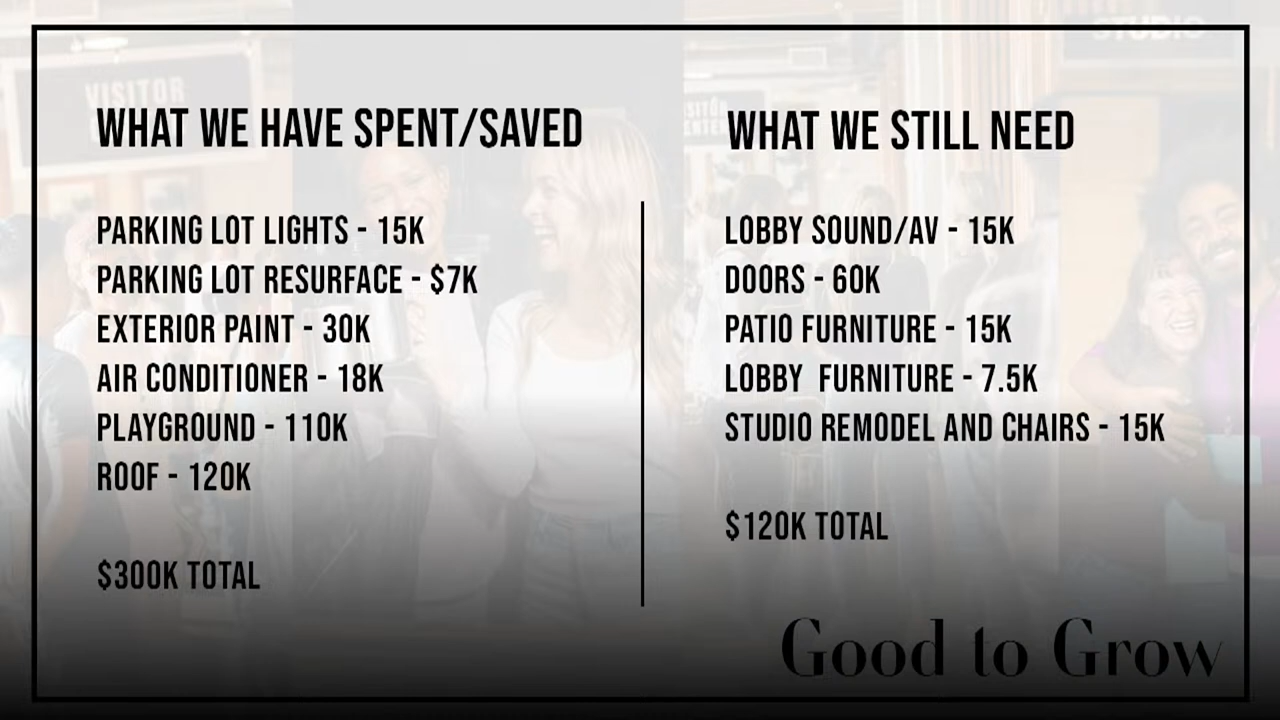 STUDIO
VISITOR
WHAT WE HAVE SPENT/SAVED
PARKING LOT LIGHTS - 15K
PARKING LOT RESURFACE - $7K
EXTERIOR PAINT - 30K
AIR CONDITIONER - 18K
PLAYGROUND - 110K
ROOF - 120K
$300K TOTAL
WHAT WE STILL NEED
LOBBY SOUND/AV - 15K
DOORS - 60K
PATIO FURNITURE - 15K
LOBBY  FURNITURE - 7.5K
STUDIO REMODEL AND CHAIRS - 15K
$120K TOTAL
Good to Grow